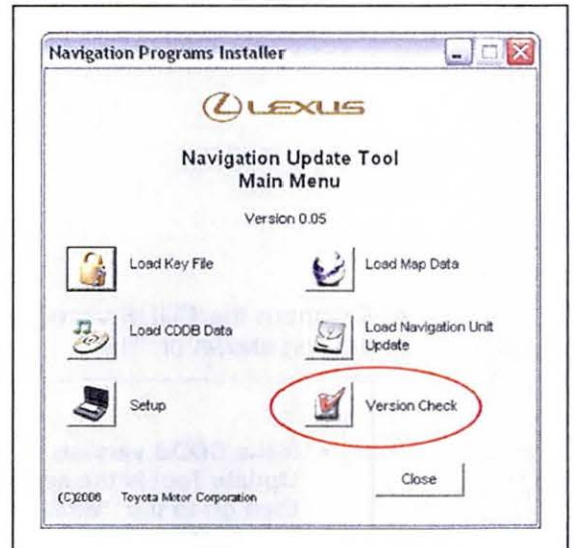 Navigation Programs Installer
LEXUS
Navigation Update Tool
Main Menu
Version 0.05
Load Key File
Load Map Data
Load CDDB Data
Load Navigation Unit
Update
Setup
Version Check
Close
(C)2006 Toyota Motor Corporation